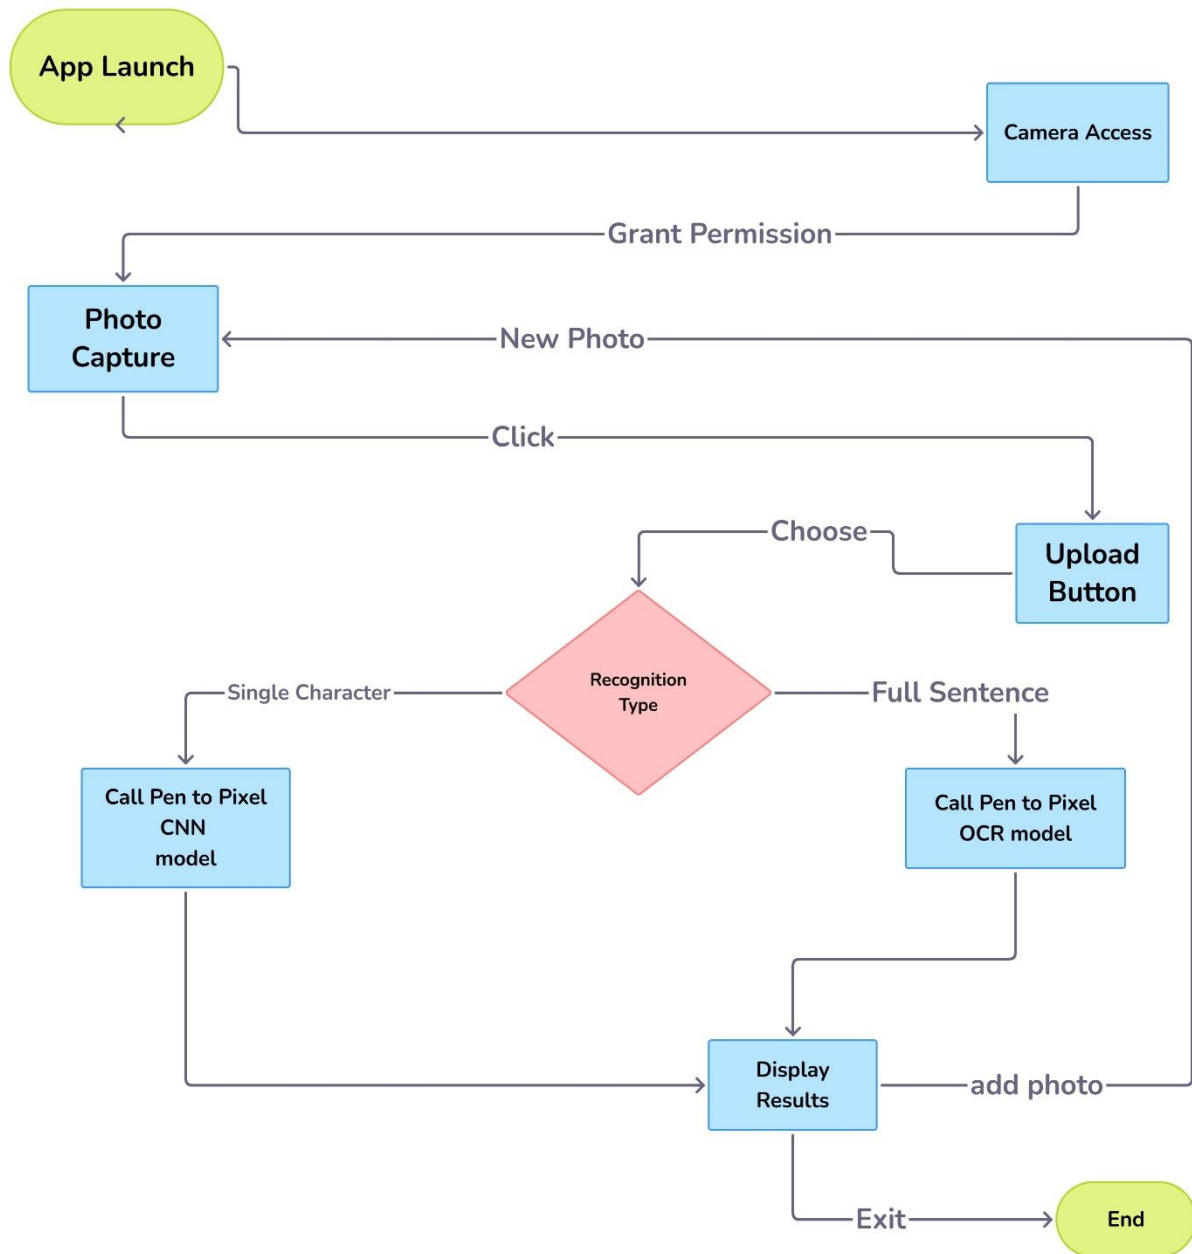 App Launch
Camera Access
Grant Permission
Photo
Capture
New Photo
Click
Choose
Upload
Button
Recognition
Type
Single Character
Full Sentence
Call Pen to Pixel
CNN
model
Call Pen to Pixel
OCR model
Display
Results
add photo
Exit
End